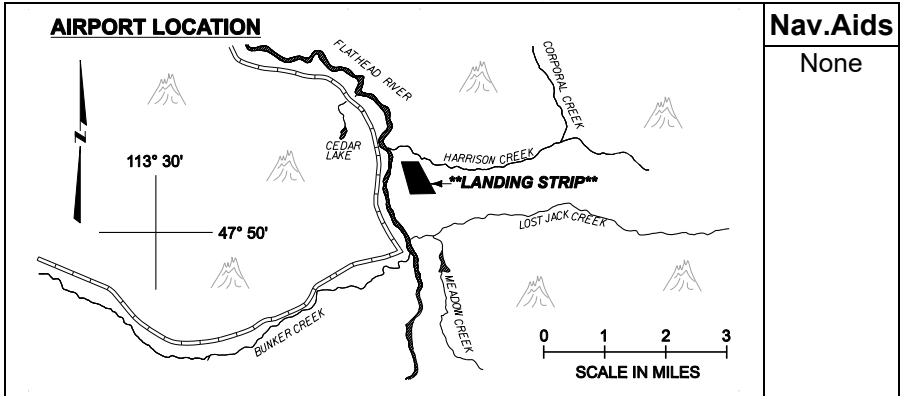 AIRPORT LOCATION
Nav.Aids
None
FLATHEAD RIVER
CORPORAL CREEK
N
CEDAR
LAKE
HARRISON CREEK
113° 30'
**LANDING STRIP**
47° 50'
LOST JACK CREEK
MEADOW CREEK
BUNKER CREEK
0 1 2 3
SCALE IN MILES